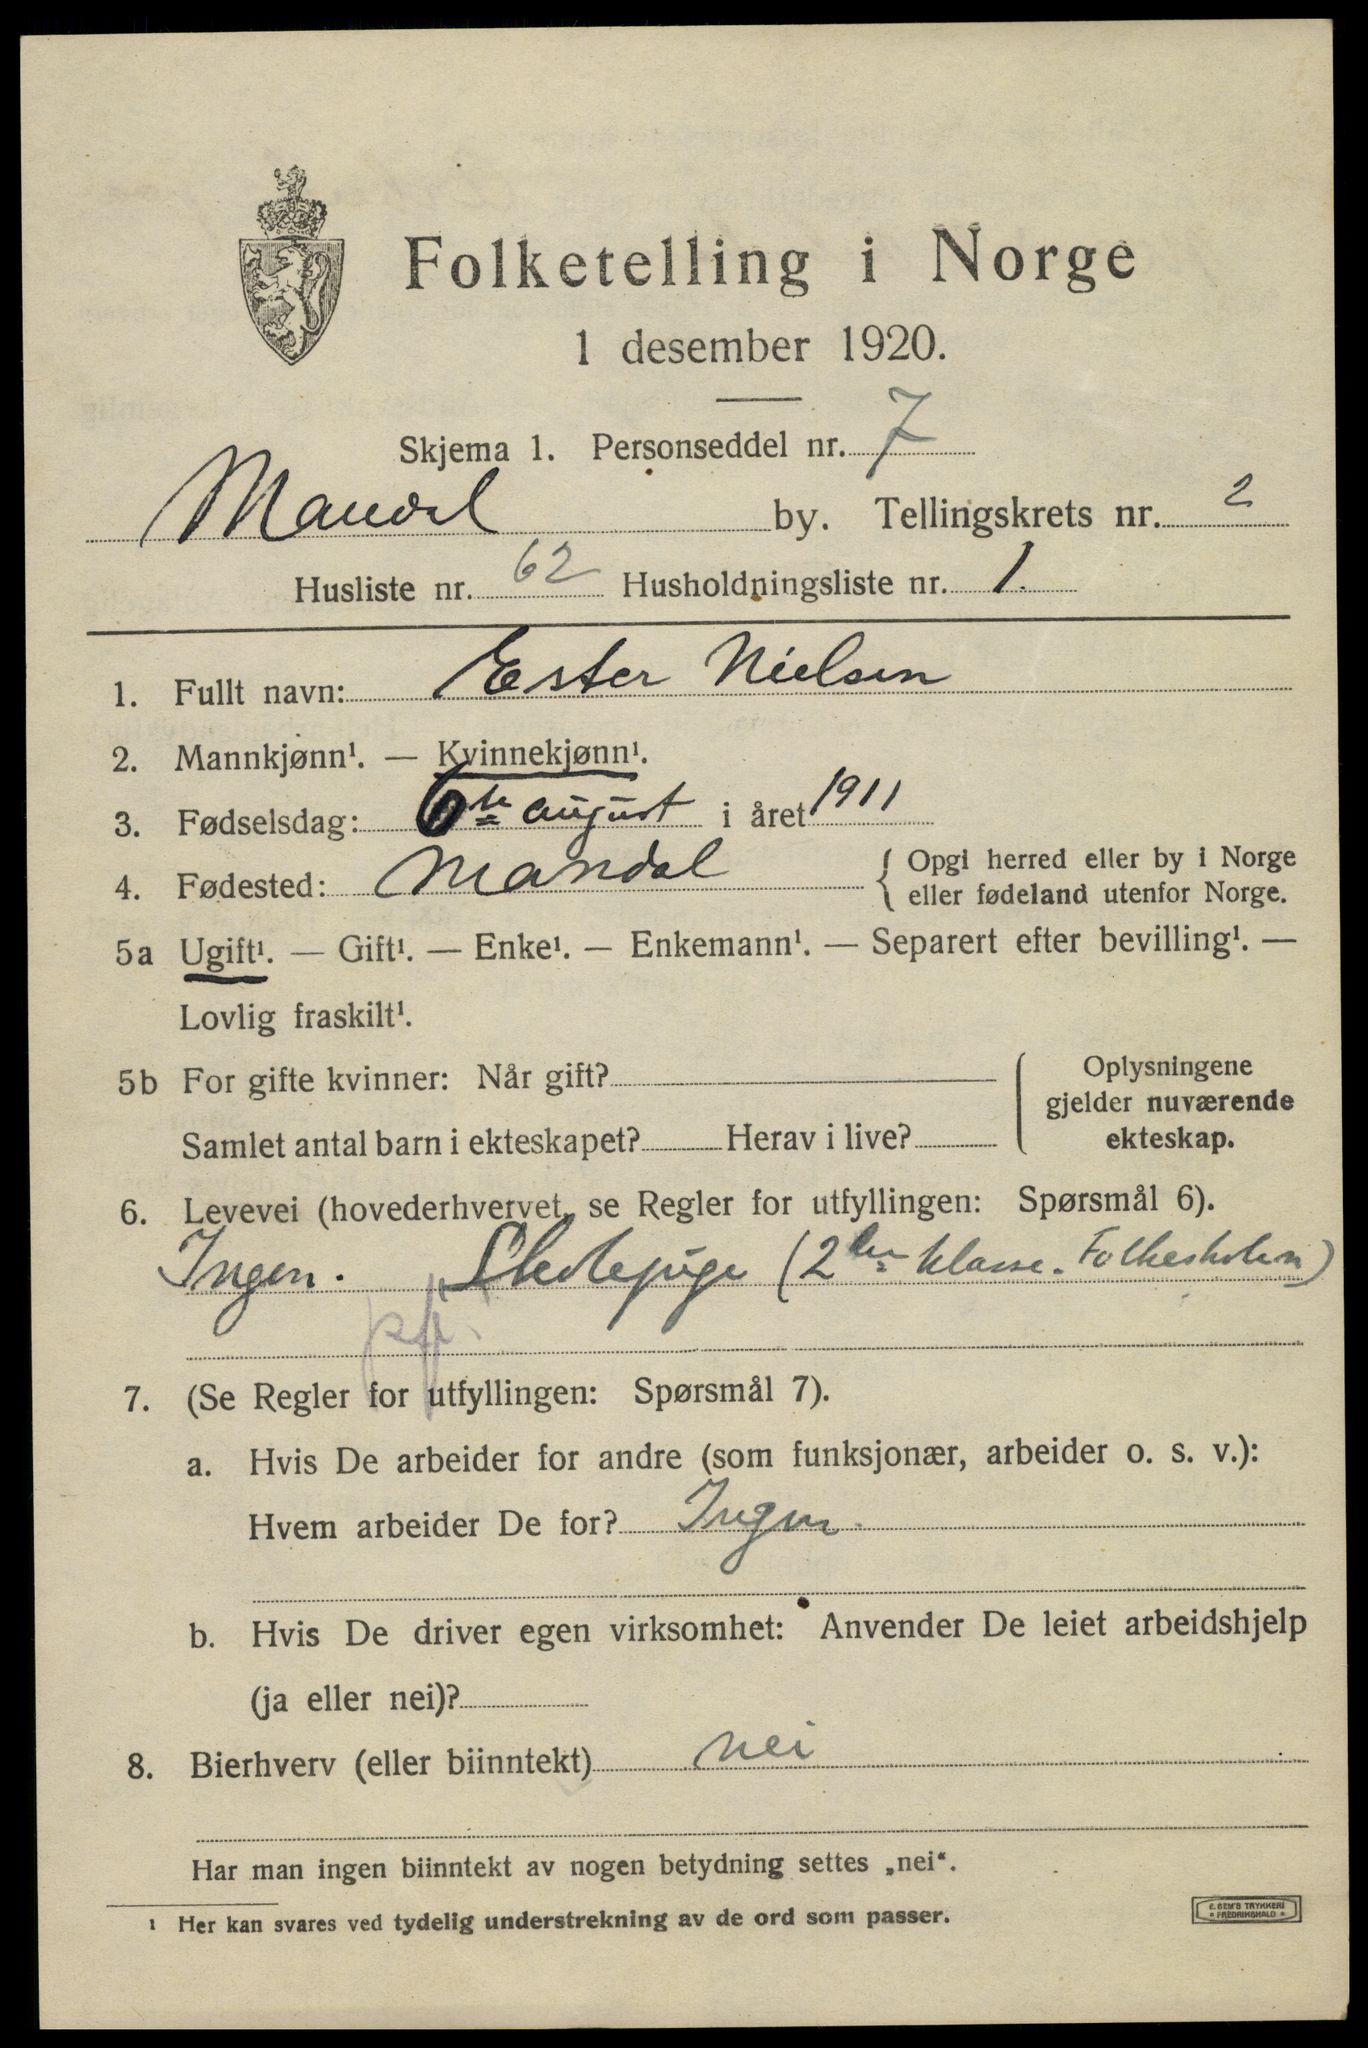 Folketelling i Norge
1 desember 1920.
Skjema 1. Personseddel nr. 7
Mandal by. Tellingskrets nr. 2
Husliste nr. 62 Husholdningsliste nr. 1.
1. Fullt navn: Ester Nielsen
2. Mannkjønn¹. — Kvinnekjønn¹.
3. Fødselsdag: 6te august i året 1911
4. Fødested: Mandal { Opgi herred eller by i Norge
eller fødeland utenfor Norge.
5a Ugift¹. — Gift¹. — Enke¹. — Enkemann¹. — Separert efter bevilling¹. —
Lovlig fraskilt¹.
5b For gifte kvinner: Når gift?
Samlet antal barn i ekteskapet? Herav i live?
Oplysningene
gjelder nuværende
ekteskap.
6. Levevei (hovederhvervet, se Regler for utfyllingen: Spørsmål 6).
Ingen. Skolepige (2den klasse. Folkeskolen)
7. (Se Regler for utfyllingen: Spørsmål 7).
a. Hvis De arbeider for andre (som funksjonær, arbeider o. s. v.):
Hvem arbeider De for? Ingen.
b. Hvis De driver egen virksomhet: Anvender De leiet arbeidshjelp
(ja eller nei)?
8. Bierhverv (eller biinntekt) nei
Har man ingen biinntekt av nogen betydning settes „nei“.
¹ Her kan svares ved tydelig understrekning av de ord som passer.
E. SEM'S TRYKKERI
* FREDRIKSHALD *